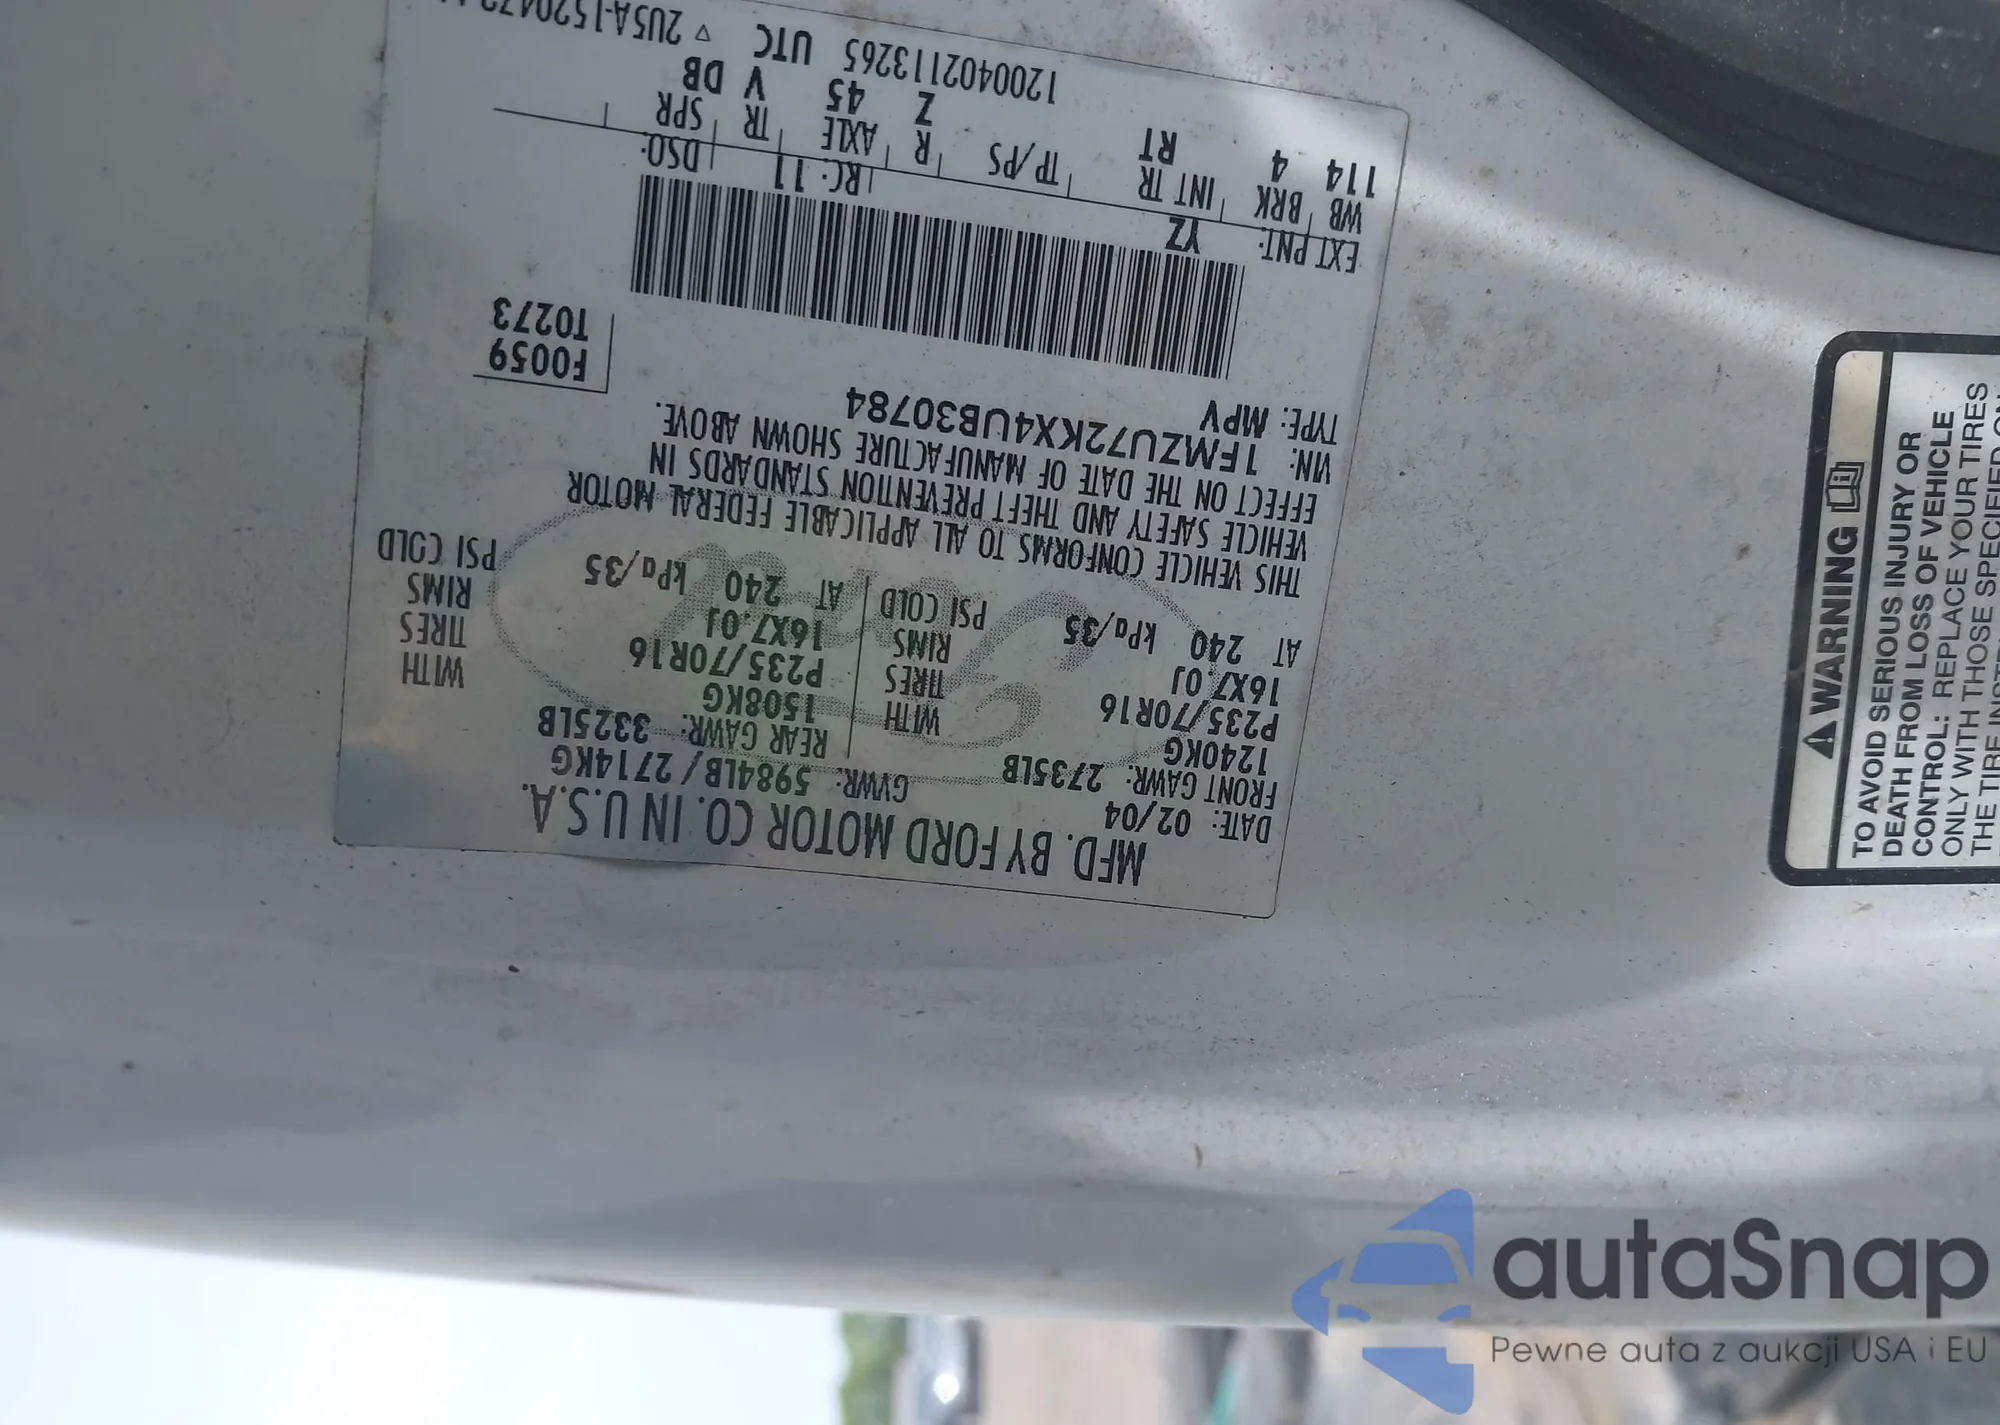 MFD. BY FORD MOTOR CO. IN U.S.A.
DATE: 02/04 GVWR: 5984LB / 2714KG
FRONT GAWR: 2735LB REAR GAWR: 3325LB
1240KG 1508KG
P235/70R16 WITH TIRES P235/70R16 WITH TIRES
16X7.0J RIMS 16X7.0J RIMS
AT 240 kPa/35 PSI COLD AT 240 kPa/35 PSI COLD
THIS VEHICLE CONFORMS TO ALL APPLICABLE FEDERAL MOTOR
VEHICLE SAFETY AND THEFT PREVENTION STANDARDS IN
EFFECT ON THE DATE OF MANUFACTURE SHOWN ABOVE.
VIN: 1FMZU72KX4UB30784
TYPE: MPV
F0059
T0273
EXT PNT: YZ RC: 11 DSO:
WB BRK INT TR TP/PS R AXLE TR SPR
114 4 RT Z 45 V DB
1200402113265 UTC ▽
⚠WARNING
TO AVOID SERIOUS INJURY OR
DEATH FROM LOSS OF VEHICLE
CONTROL: REPLACE YOUR TIRES
ONLY WITH THOSE SPECIFIED ON
autaSnap
Pewne auta z aukcji USA i EU